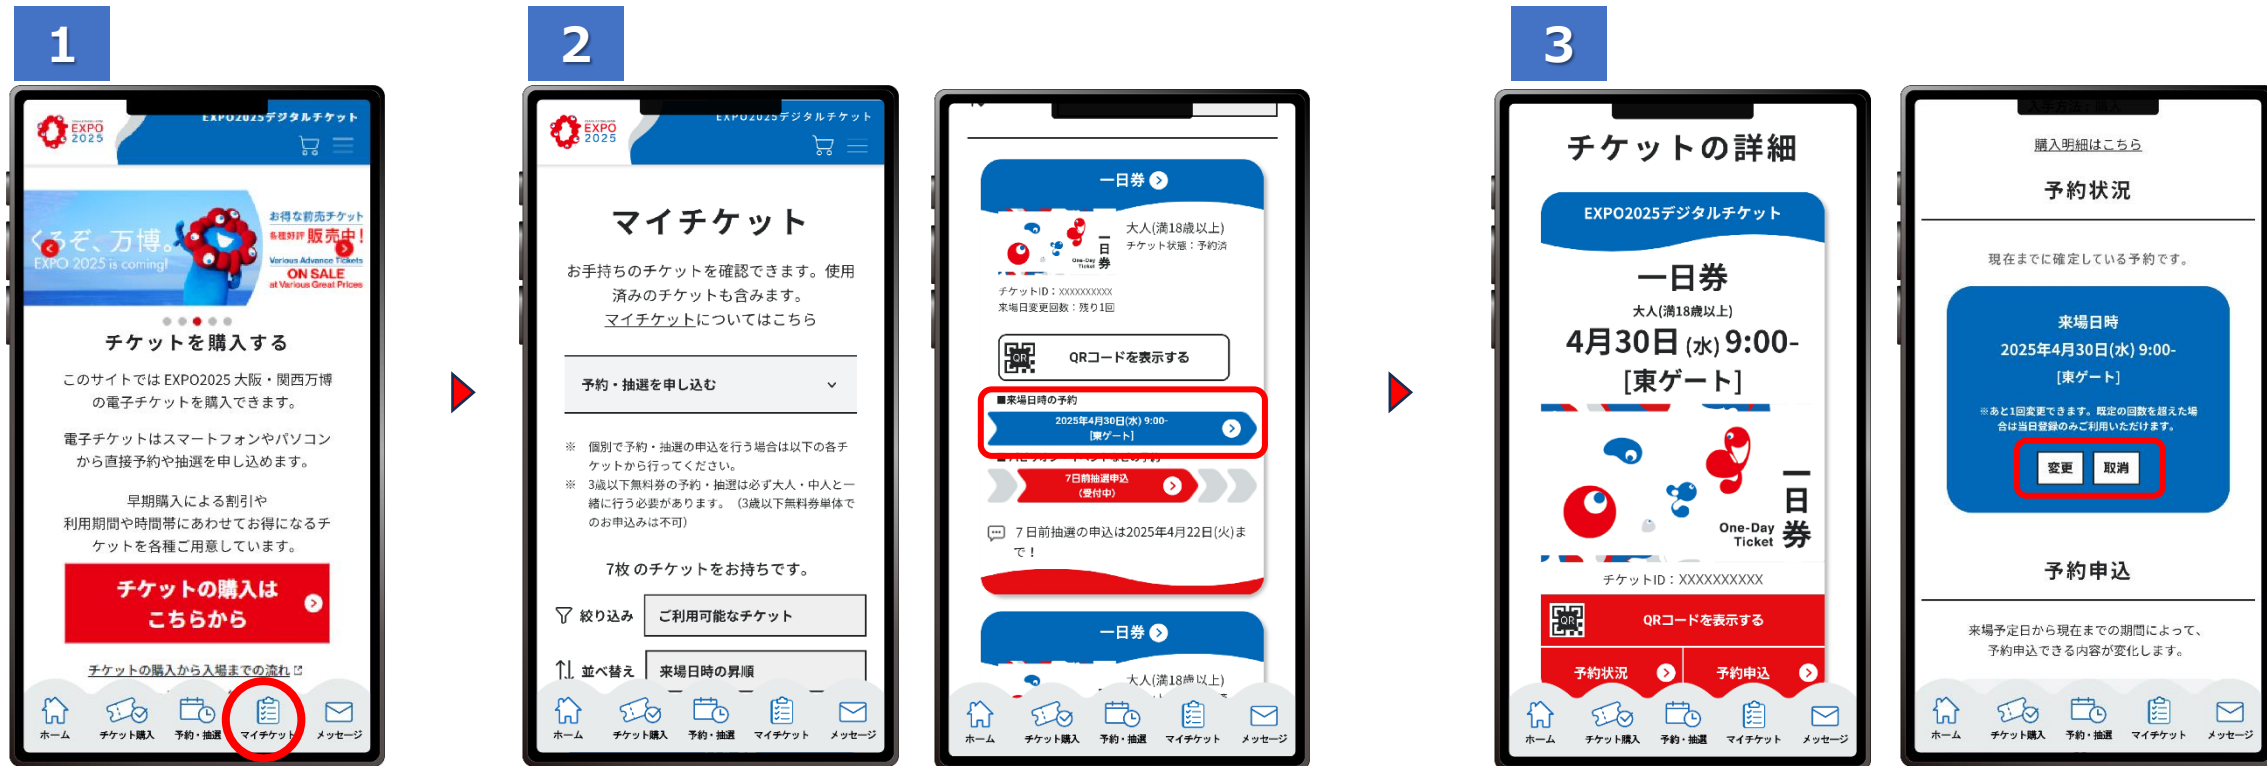 1
EXPO2025デジタルチケット
EXPO
2025
くるぞ、万博。
EXPO 2025 is coming!
お得な前売チケット
各種好評 販売中!
Various Advance Tickets
ON SALE
at Various Great Prices
チケットを購入する
このサイトでは EXPO2025 大阪・関西万博
の電子チケットを購入できます。
電子チケットはスマートフォンやパソコン
から直接予約や抽選を申し込めます。
早期購入による割引や
利用期間や時間帯にあわせてお得になるチ
ケットを各種ご用意しています。
チケットの購入は
こちらから
チケットの購入から入場までの流れ
ホーム チケット購入 予約・抽選 マイチケット メッセージ
2
EXPO2025デジタルチケット
EXPO
2025
マイチケット
お手持ちのチケットを確認できます。使用
済みのチケットも含みます。
マイチケットについてはこちら
予約・抽選を申し込む
※ 個別で予約・抽選の申込を行う場合は以下の各チ
ケットから行ってください。
※ 3歳以下無料券の予約・抽選は必ず大人・中人と一
緒に行う必要があります。 (3歳以下無料券単体で
のお申込みは不可)
7枚 のチケットをお持ちです。
絞り込み ご利用可能なチケット
並べ替え 来場日時の昇順
ホーム チケット購入 予約・抽選 マイチケット メッセージ
一日券
大人(満18歳以上)
チケット状態：予約済
一日券
One-Day
Ticket
チケットID：XXXXXXXXXX
来場日変更回数：残り1回
QR
QRコードを表示する
■来場日時の予約
2025年4月30日(水) 9:00-
[東ゲート]
7日前抽選申込
(受付中)
７日前抽選の申込は2025年4月22日(火)ま
で！
一日券
大人(満18歳以上)
ホーム チケット購入 予約・抽選 マイチケット メッセージ
3
チケットの詳細
EXPO2025デジタルチケット
一日券
大人(満18歳以上)
4月30日 (水) 9:00-
[東ゲート]
一日券
One-Day
Ticket
チケットID：XXXXXXXXXX
QR
QRコードを表示する
予約状況 予約申込
ホーム チケット購入 予約・抽選 マイチケット メッセージ
購入明細はこちら
予約状況
現在までに確定している予約です。
来場日時
2025年4月30日(水) 9:00-
[東ゲート]
※あと1回変更できます。既定の回数を超えた場
合は当日登録のみご利用いただけます。
変更 取消
予約申込
来場予定日から現在までの期間によって、
予約申込できる内容が変化します。
ホーム チケット購入 予約・抽選 マイチケット メッセージ